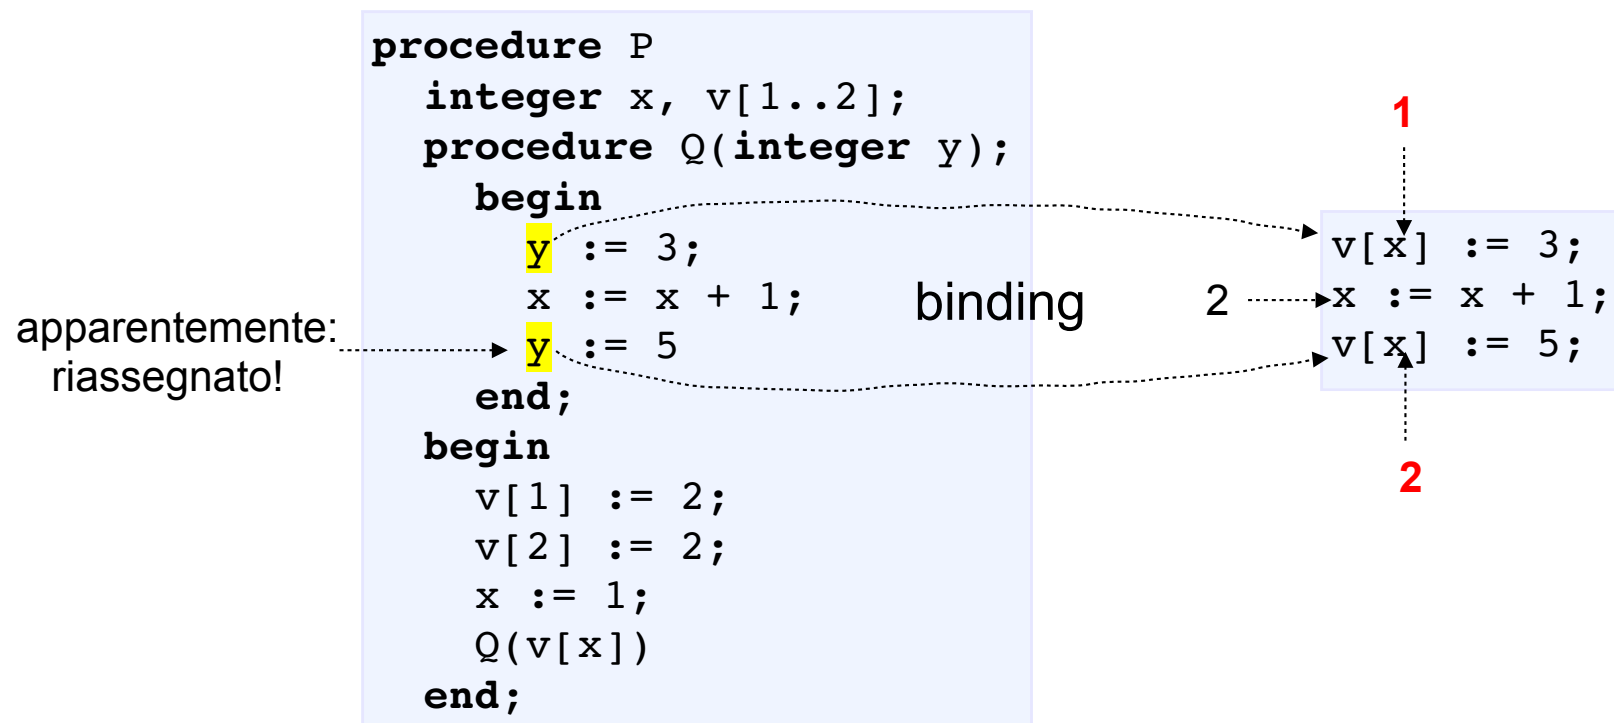 procedure P
integer x, v[1..2];
procedure Q(integer y);
begin
y := 3;
x := x + 1;
y := 5
end;
begin
v[1] := 2;
v[2] := 2;
x := 1;
Q(v[x])
end;
apparentemente:
riassegnato!
binding
1
2
v[x] := 3;
x := x + 1;
v[x] := 5;
2